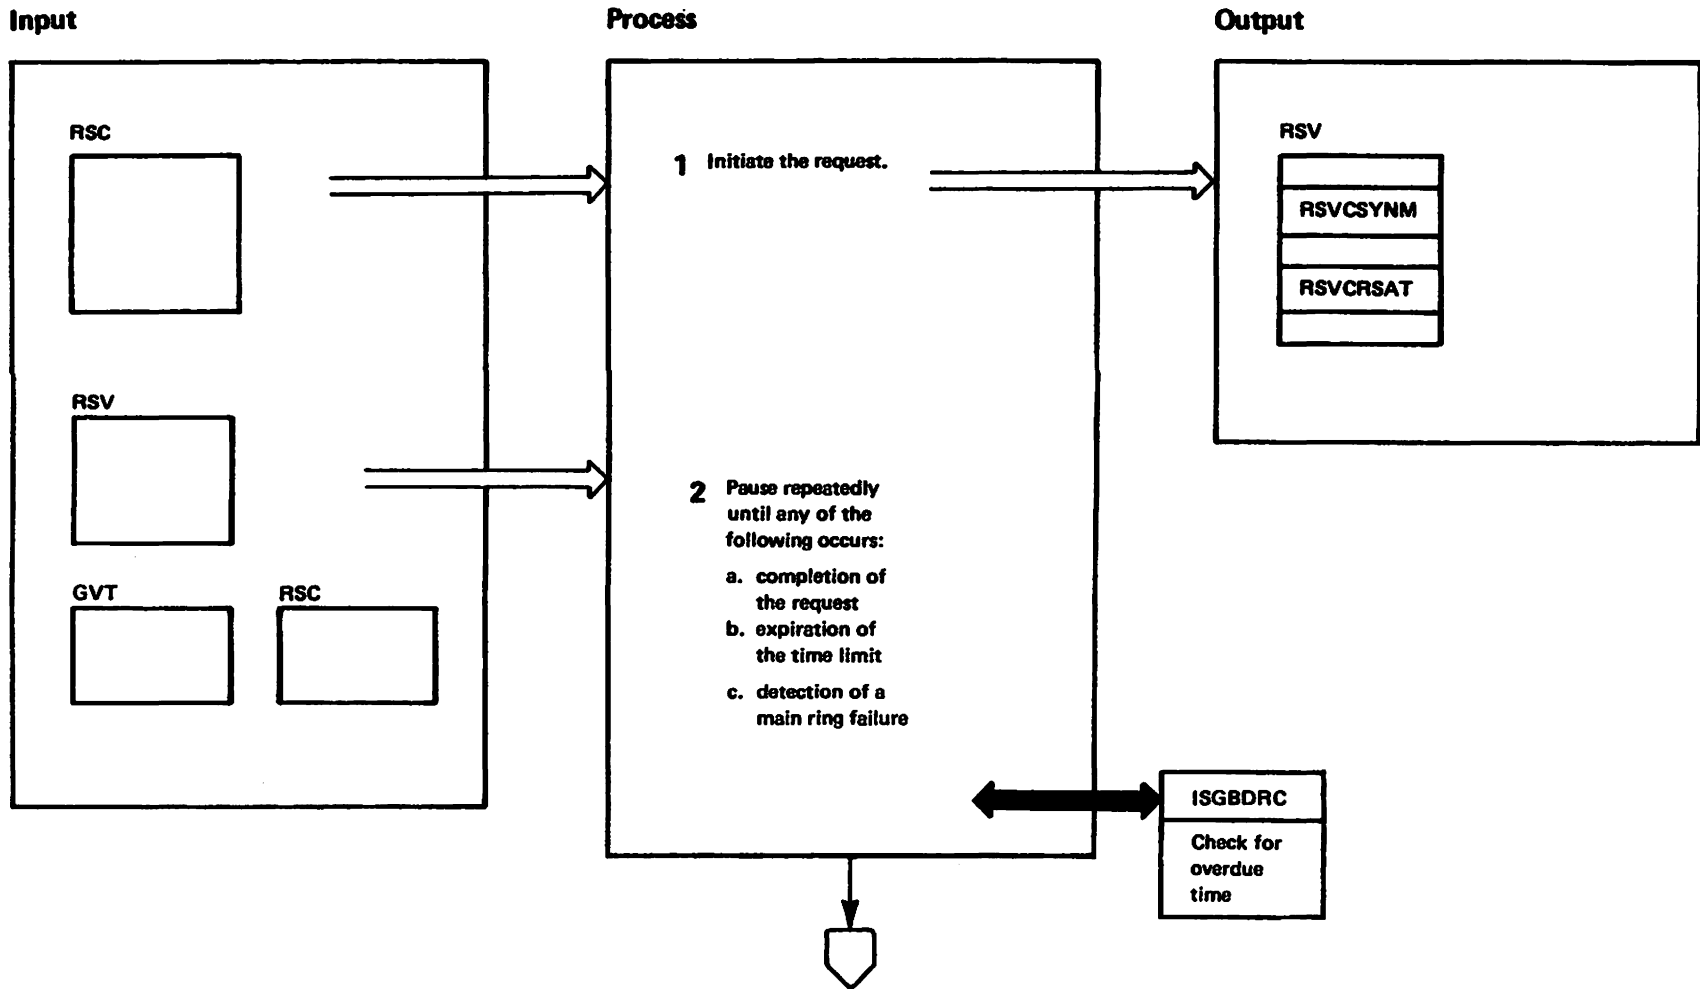 Input
Process
Output
RSC
RSV
GVT
RSC
1 Initiate the request.
2 Pause repeatedly
until any of the
following occurs:
a. completion of
the request
b. expiration of
the time limit
c. detection of a
main ring failure
RSV
RSVCSYNM
RSVCRSAT
ISGBDRC
Check for
overdue
time